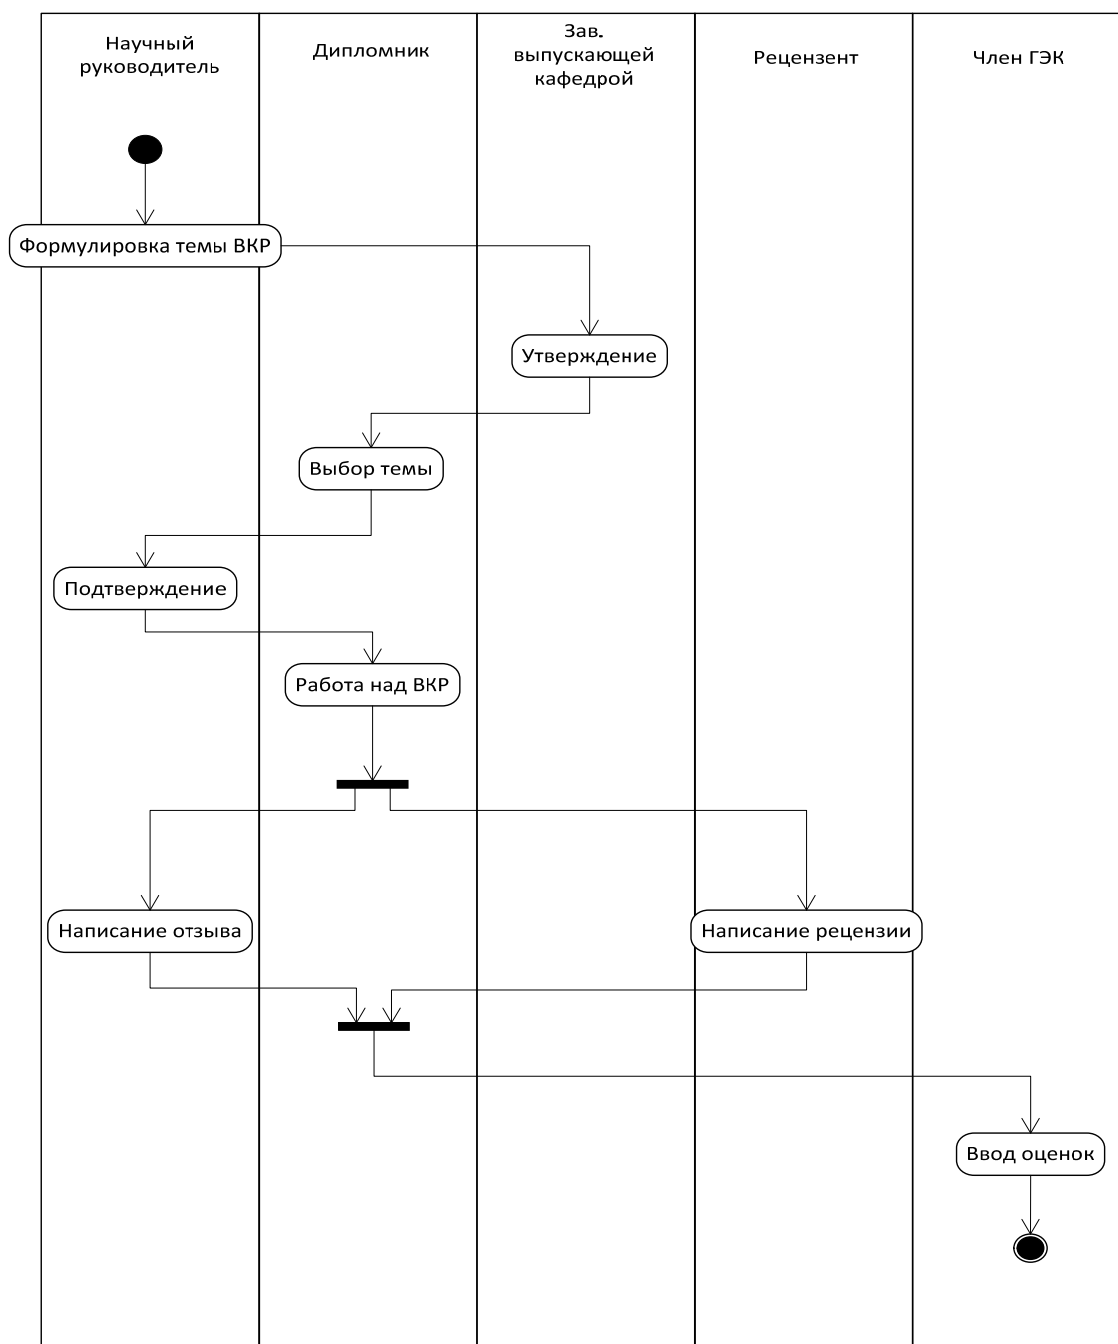 Научный
руководитель
Дипломник
Зав.
выпускающей
кафедрой
Рецензент
Член ГЭК
Формулировка темы ВКР
Утверждение
Выбор темы
Подтверждение
Работа над ВКР
Написание отзыва
Написание рецензии
Ввод оценок